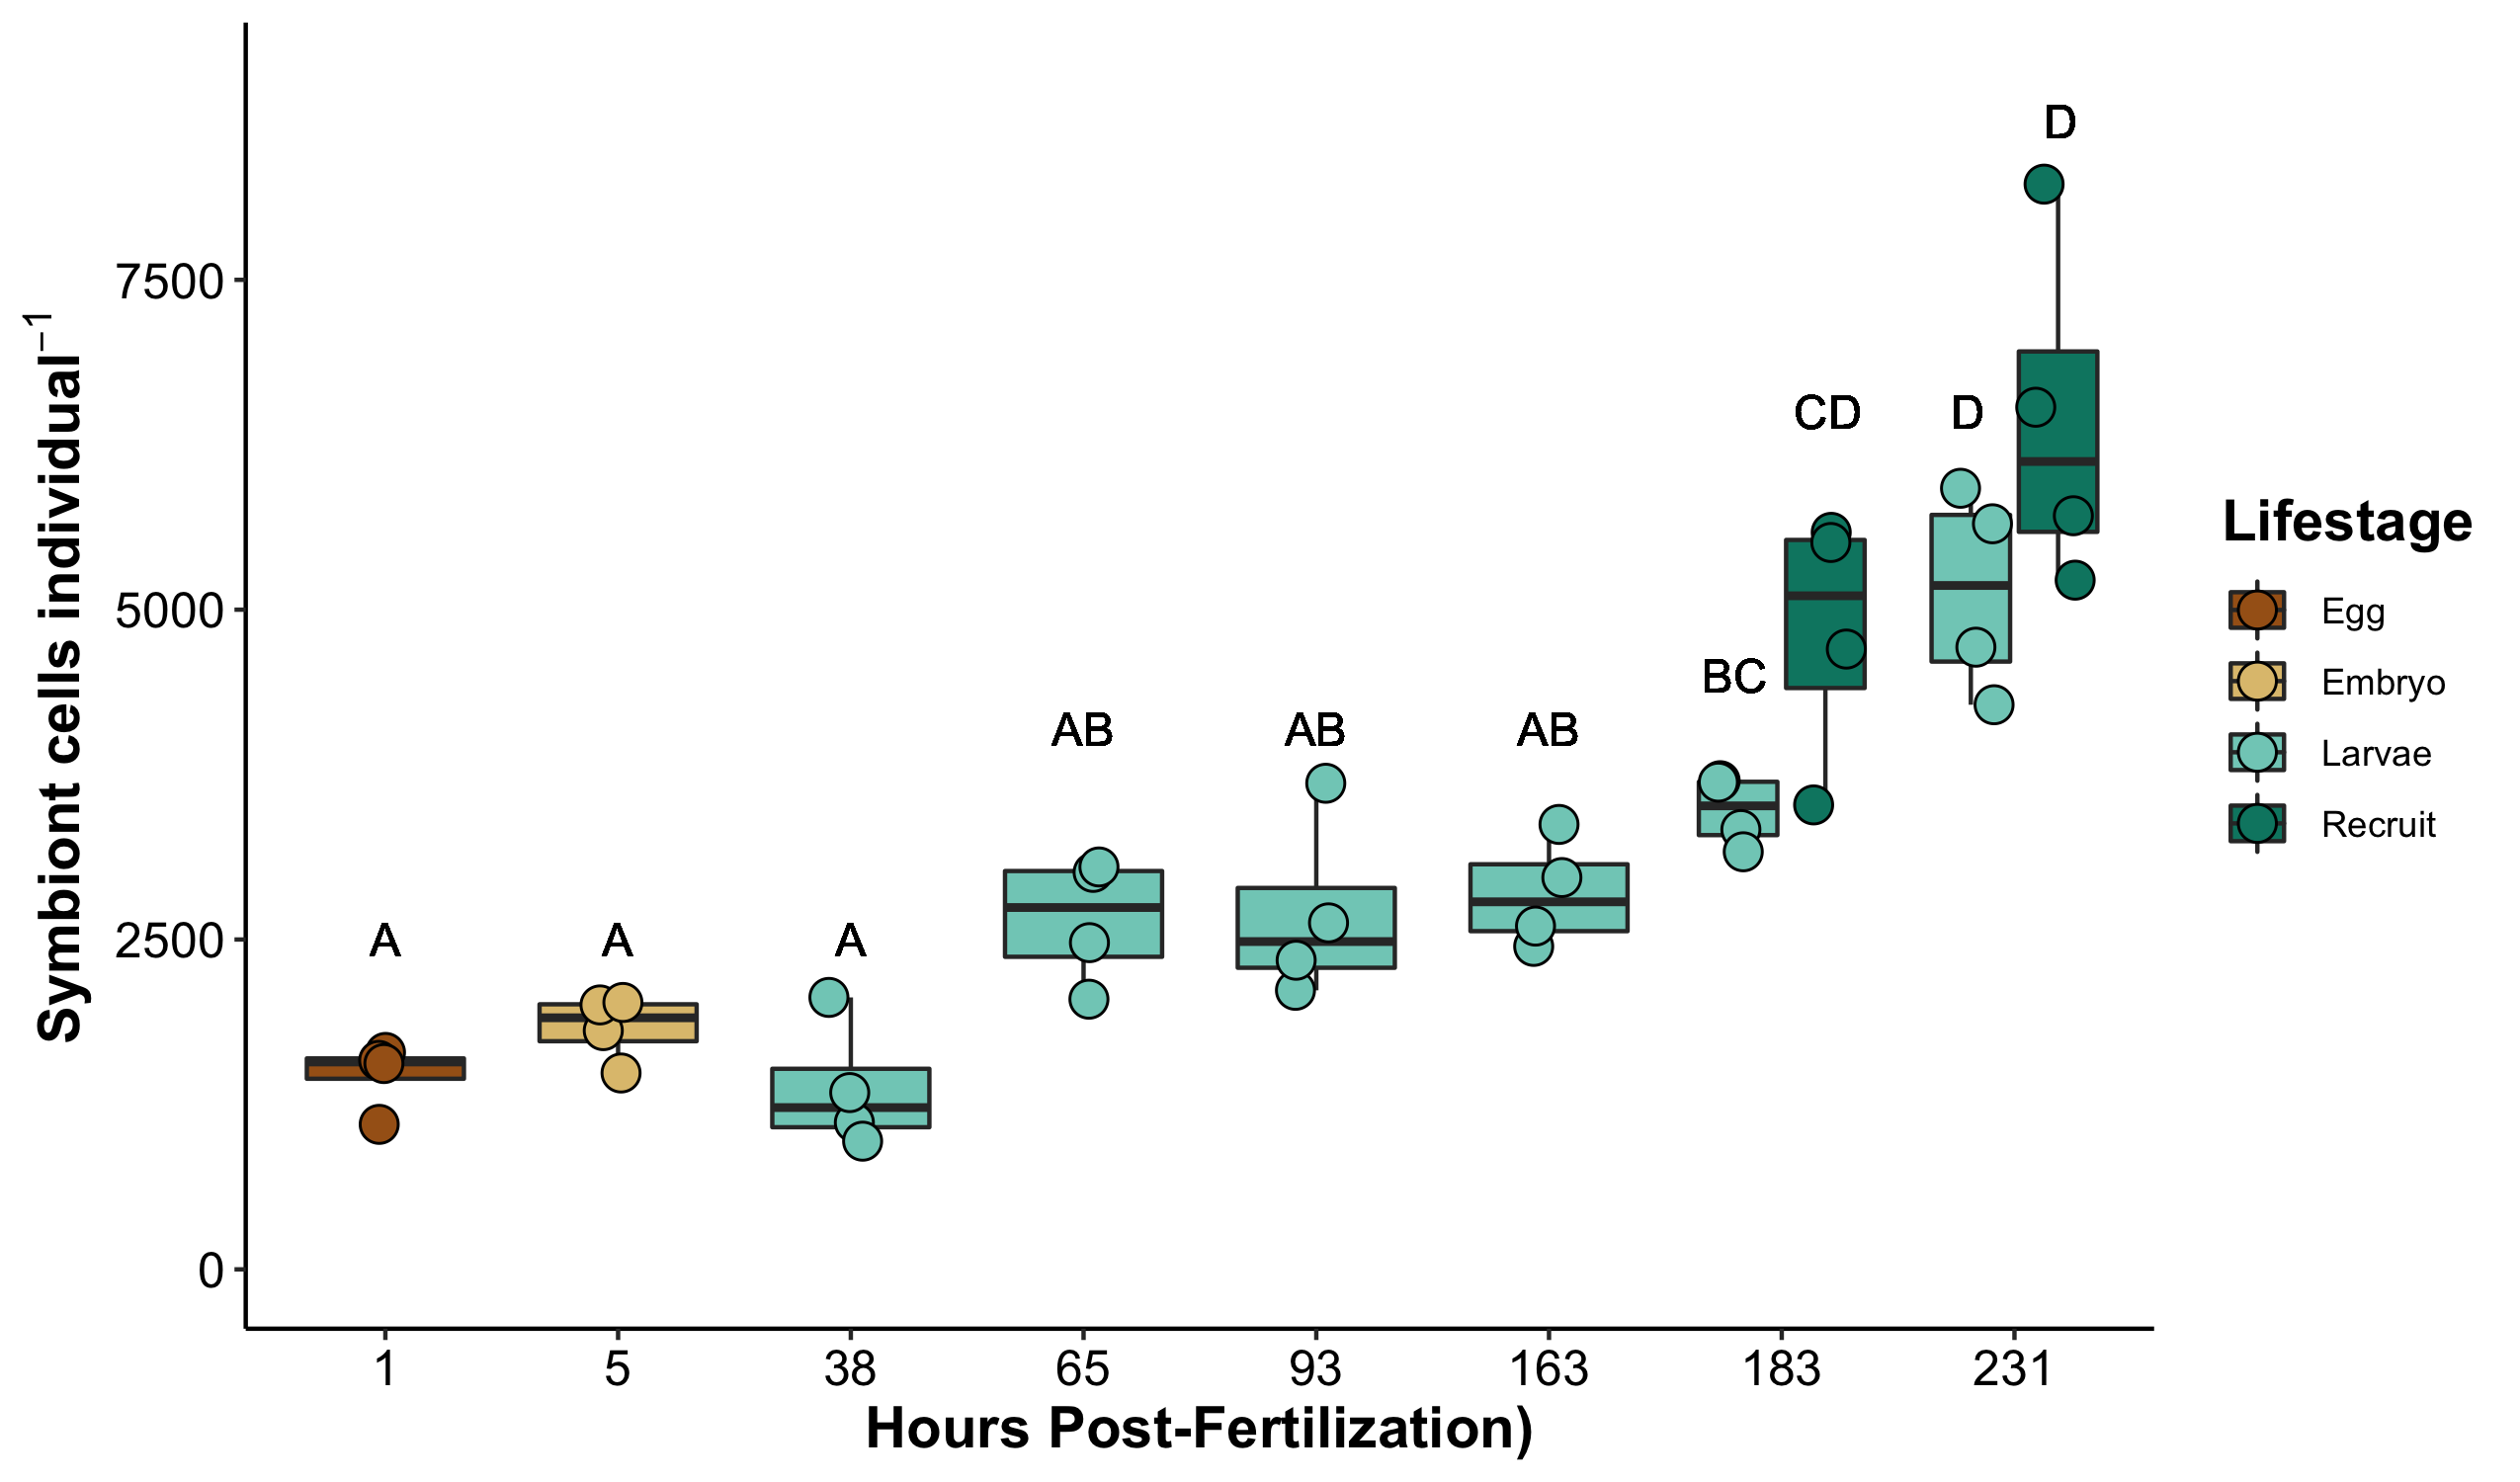 Symbiont cells individual⁻¹
7500
5000
2500
0
A
A
A
AB
AB
AB
BC
CD
D
D
1 5 38 65 93 163 183 231
Hours Post-Fertilization)
Lifestage
Egg
Embryo
Larvae
Recruit